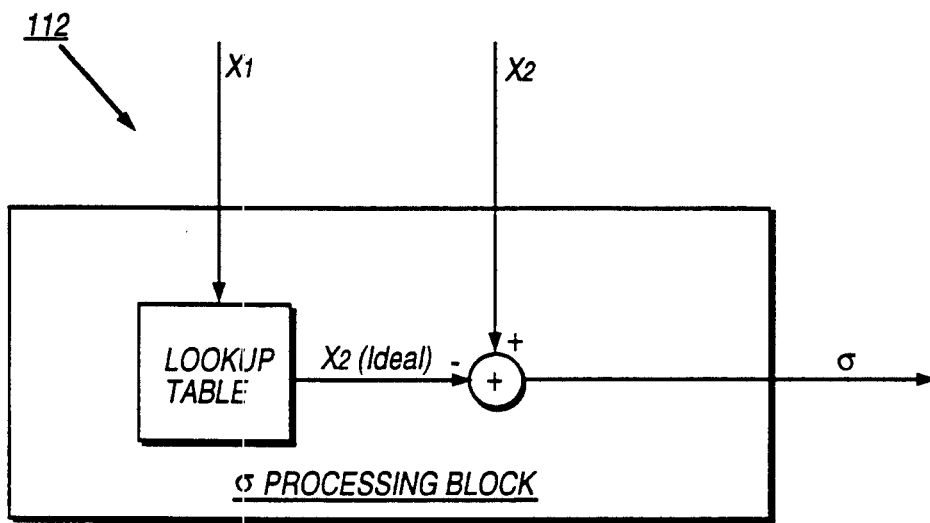 112
X1
X2
+
LOOKUP
TABLE
X2 (Ideal)
-
+
σ
σ PROCESSING BLOCK